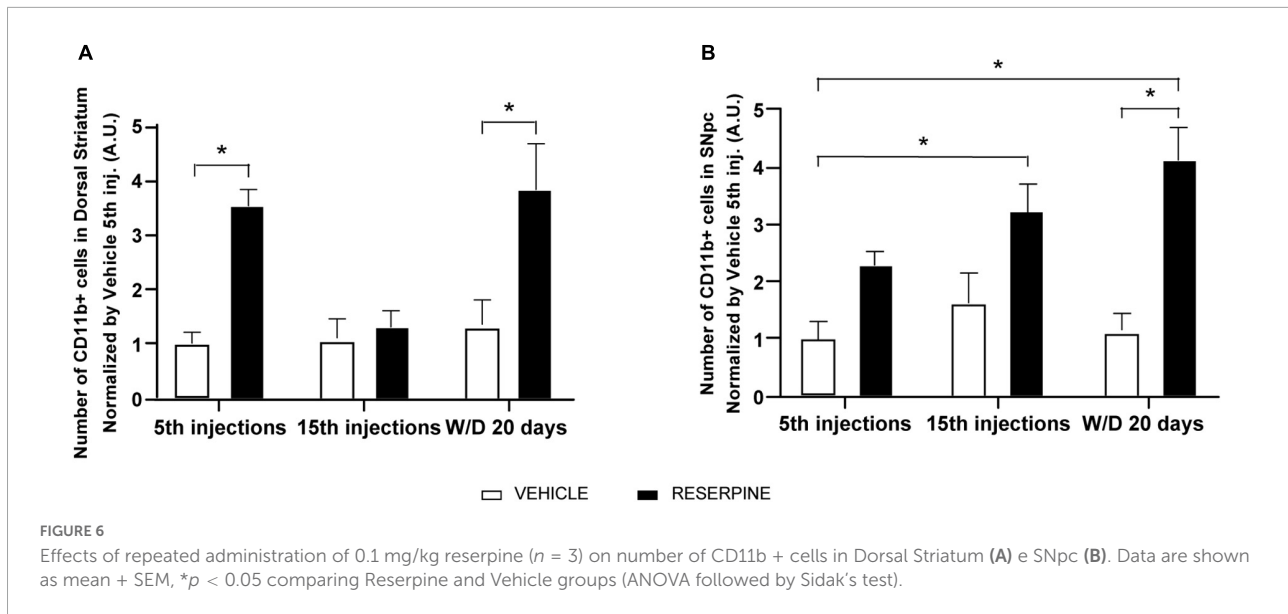 A
Number of CD11b+ cells in Dorsal Striatum
Normalized by Vehicle 5th inj. (A.U.)
5
4
3
2
1
0
*
*
5th injections 15th injections W/D 20 days
B
Number of CD11b+ cells in SNpc
Normalized by Vehicle 5th inj. (A.U.)
5
4
3
2
1
0
*
*
*
5th injections 15th injections W/D 20 days
VEHICLE RESERPINE
FIGURE 6
Effects of repeated administration of 0.1 mg/kg reserpine (n = 3) on number of CD11b + cells in Dorsal Striatum (A) e SNpc (B). Data are shown
as mean + SEM, *p < 0.05 comparing Reserpine and Vehicle groups (ANOVA followed by Sidak's test).